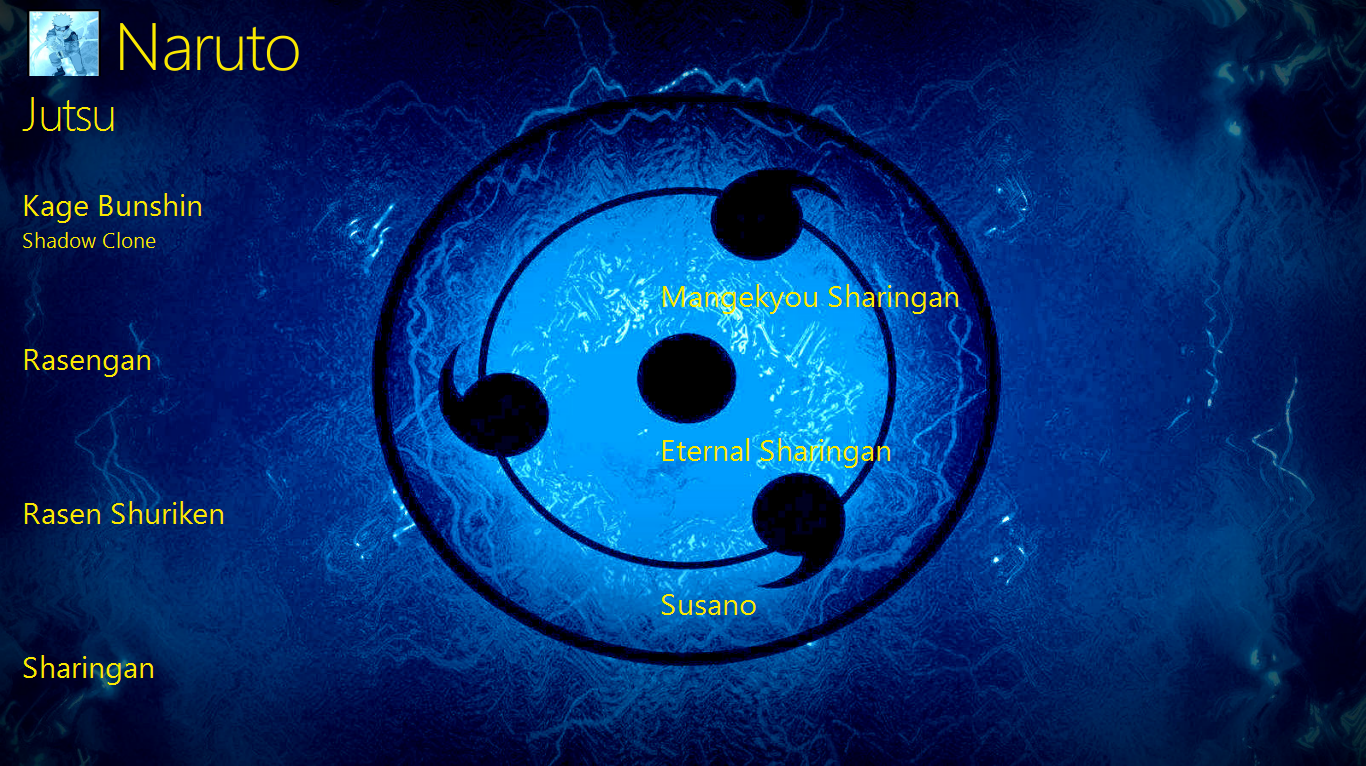 Naruto
Jutsu
Kage Bunshin
Shadow Clone
Rasengan
Rasen Shuriken
Sharingan
Mangekyou Sharingan
Eternal Sharingan
Susano